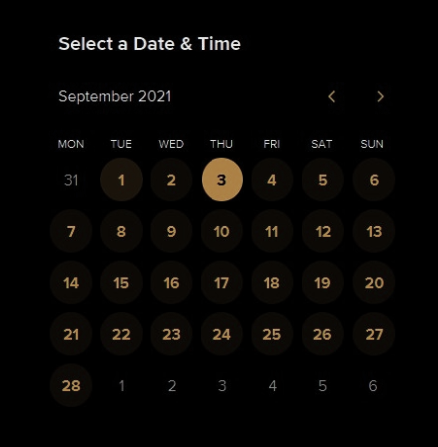 Select a Date & Time
September 2021
MON TUE WED THU FRI SAT SUN
31 1 2 3 4 5 6
7 8 9 10 11 12 13
14 15 16 17 18 19 20
21 22 23 24 25 26 27
28 1 2 3 4 5 6